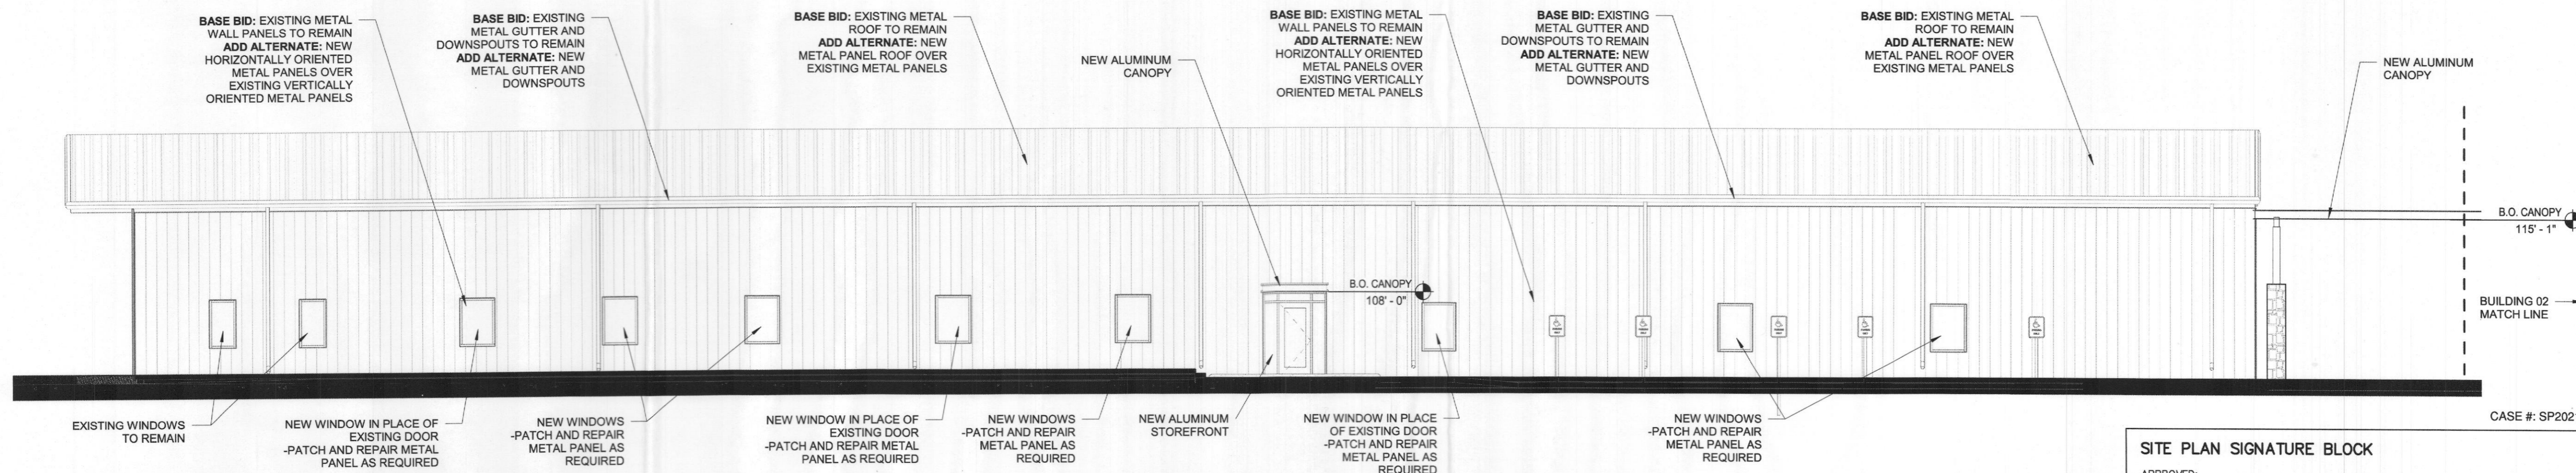 BASE BID: EXISTING METAL
WALL PANELS TO REMAIN
ADD ALTERNATE: NEW
HORIZONTALLY ORIENTED
METAL PANELS OVER
EXISTING VERTICALLY
ORIENTED METAL PANELS
BASE BID: EXISTING
METAL GUTTER AND
DOWNSPOUTS TO REMAIN
ADD ALTERNATE: NEW
METAL GUTTER AND
DOWNSPOUTS
BASE BID: EXISTING METAL
ROOF TO REMAIN
ADD ALTERNATE: NEW
METAL PANEL ROOF OVER
EXISTING METAL PANELS
NEW ALUMINUM
CANOPY
BASE BID: EXISTING METAL
WALL PANELS TO REMAIN
ADD ALTERNATE: NEW
HORIZONTALLY ORIENTED
METAL PANELS OVER
EXISTING VERTICALLY
ORIENTED METAL PANELS
BASE BID: EXISTING
METAL GUTTER AND
DOWNSPOUTS TO REMAIN
ADD ALTERNATE: NEW
METAL GUTTER AND
DOWNSPOUTS
BASE BID: EXISTING METAL
ROOF TO REMAIN
ADD ALTERNATE: NEW
METAL PANEL ROOF OVER
EXISTING METAL PANELS
NEW ALUMINUM
CANOPY
B.O. CANOPY
115' - 1"
B.O. CANOPY
108' - 0"
BUILDING 02
MATCH LINE
EXISTING WINDOWS
TO REMAIN
NEW WINDOW IN PLACE OF
EXISTING DOOR
-PATCH AND REPAIR METAL
PANEL AS REQUIRED
NEW WINDOWS
-PATCH AND REPAIR
METAL PANEL AS
REQUIRED
NEW WINDOW IN PLACE OF
EXISTING DOOR
-PATCH AND REPAIR METAL
PANEL AS REQUIRED
NEW WINDOWS
-PATCH AND REPAIR
METAL PANEL AS
REQUIRED
NEW ALUMINUM
STOREFRONT
NEW WINDOW IN PLACE
OF EXISTING DOOR
-PATCH AND REPAIR
METAL PANEL AS
REQUIRED
NEW WINDOWS
-PATCH AND REPAIR
METAL PANEL AS
REQUIRED
CASE #: SP202
SITE PLAN SIGNATURE BLOCK
APPROVED: